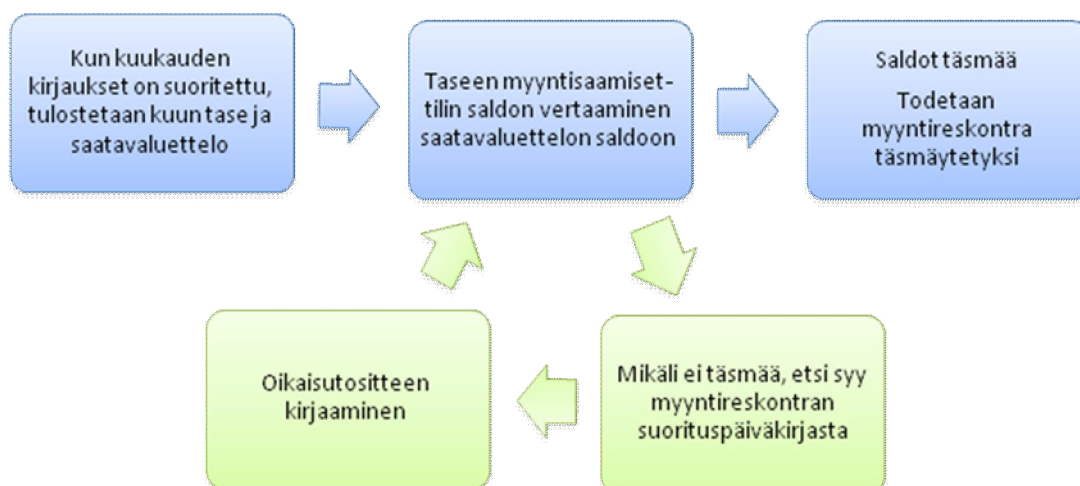 Kun kuukauden
kirjaukset on suoritettu,
tulostetaan kuun tase ja
saatavaluettelo
Taseen myyntisaamiset-
tilin saldon vertaaminen
saatavaluettelon saldoon
Saldot täsmää
Todetaan
myyntireskontra
täsmäytetyksi
Oikaisutositteen
kirjaaminen
Mikäli ei täsmää, etsi syy
myyntireskontran
suorituspäiväkirjasta